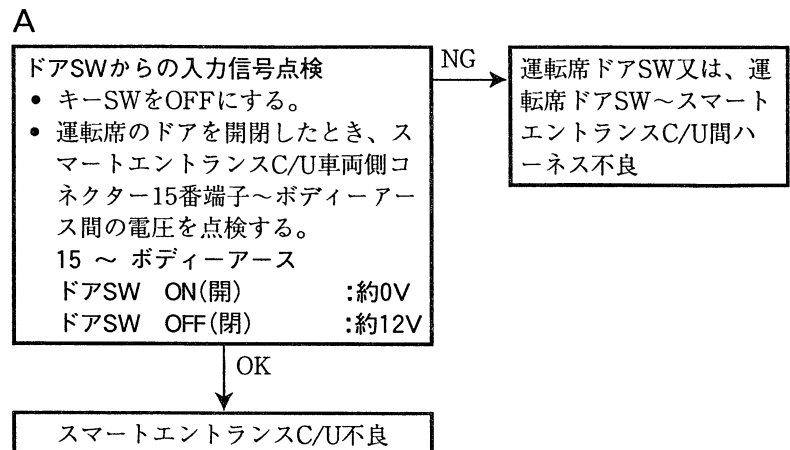 A
ドアSWからの入力信号点検
• キーSWをOFFにする。
• 運転席のドアを開閉したとき、ス
マートエントランスC/U車両側コ
ネクター15番端子～ボディーアー
ス間の電圧を点検する。
15 ～ ボディーアース
ドアSW ON(開) :約0V
ドアSW OFF(閉) :約12V
NG
運転席ドアSW又は、運
転席ドアSW～スマート
エントランスC/U間ハ
ーネス不良
OK
スマートエントランスC/U不良